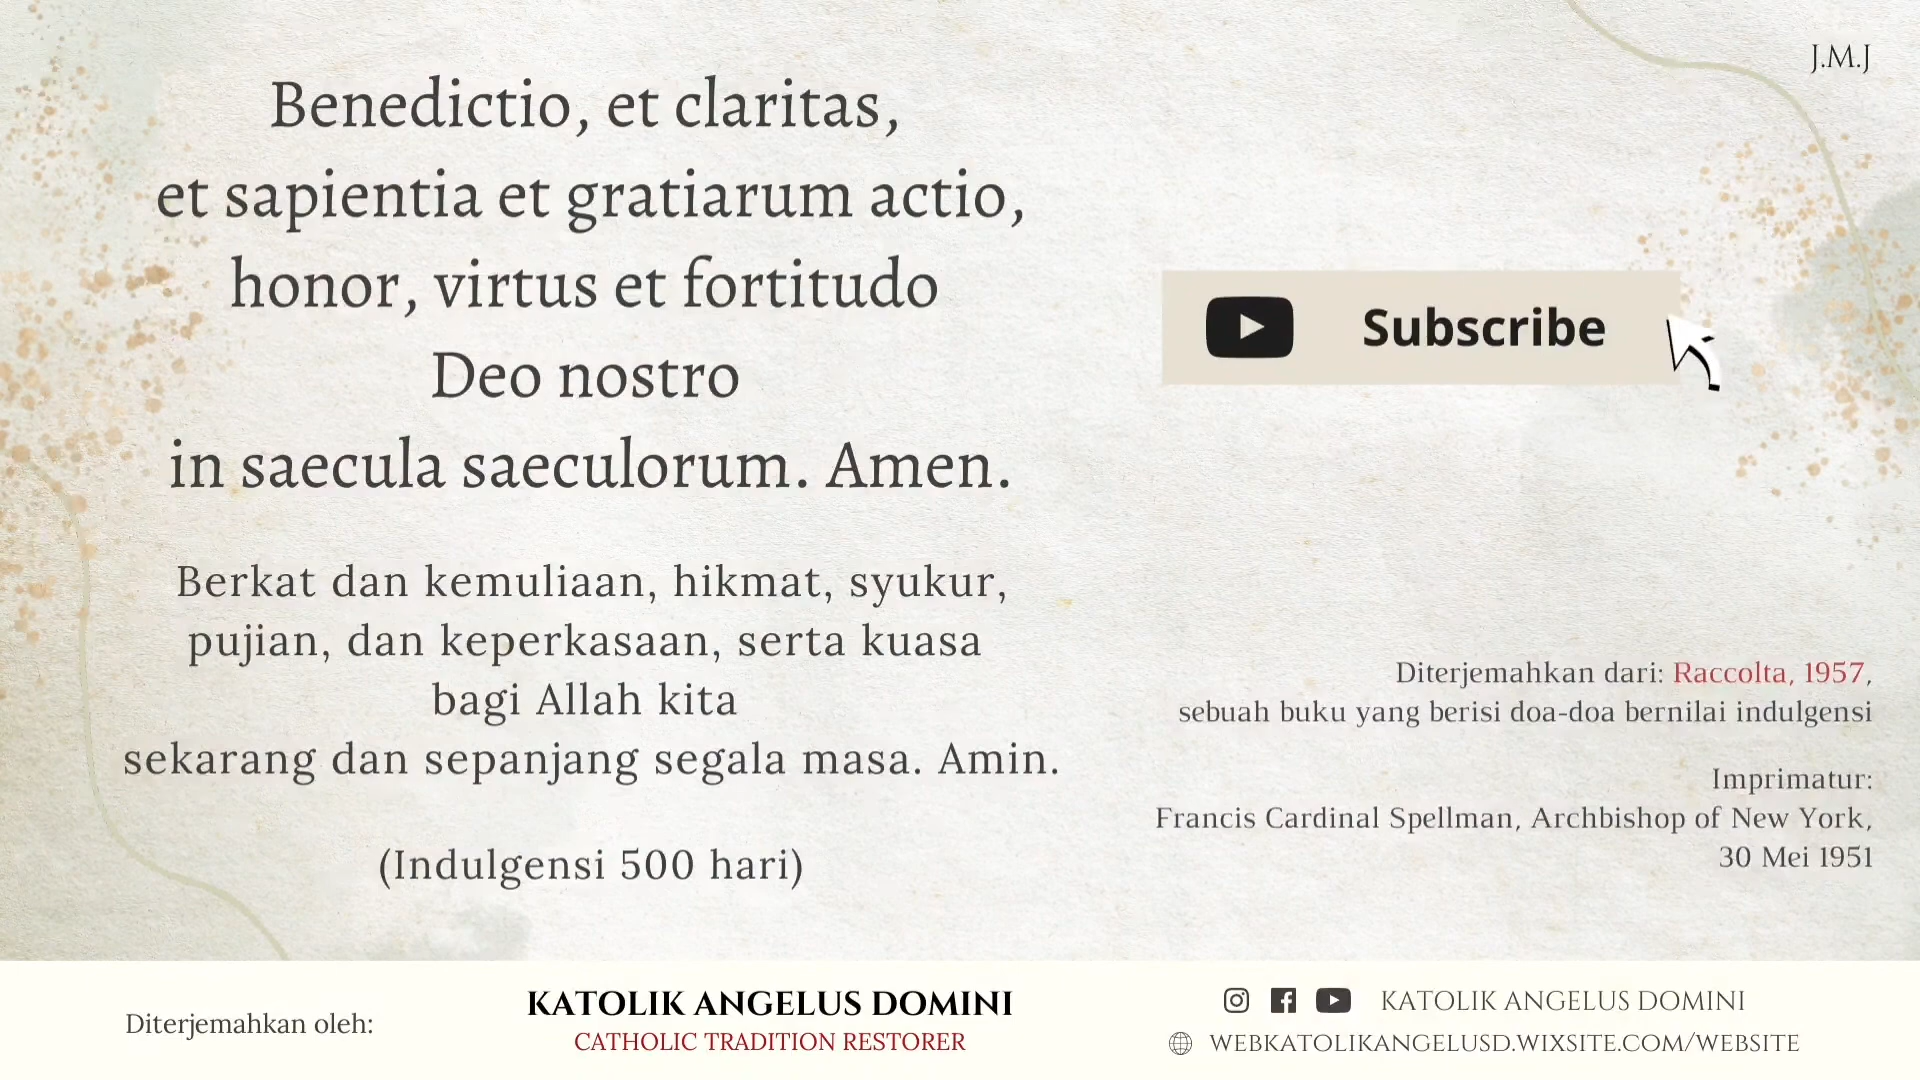 J.M.J
Benedictio, et claritas,
et sapientia et gratiarum actio,
honor, virtus et fortitudo
Deo nostro
in saecula saeculorum. Amen.
Berkat dan kemuliaan, hikmat, syukur,
pujian, dan keperkasaan, serta kuasa
bagi Allah kita
sekarang dan sepanjang segala masa. Amin.
(Indulgensi 500 hari)
Subscribe
Diterjemahkan dari: Raccolta, 1957,
sebuah buku yang berisi doa-doa bernilai indulgensi
Imprimatur:
Francis Cardinal Spellman, Archbishop of New York,
30 Mei 1951
Diterjemahkan oleh:
KATOLIK ANGELUS DOMINI
CATHOLIC TRADITION RESTORER
KATOLIK ANGELUS DOMINI
WEBKATOLIKANGELUSD.WIXSITE.COM/WEBSITE